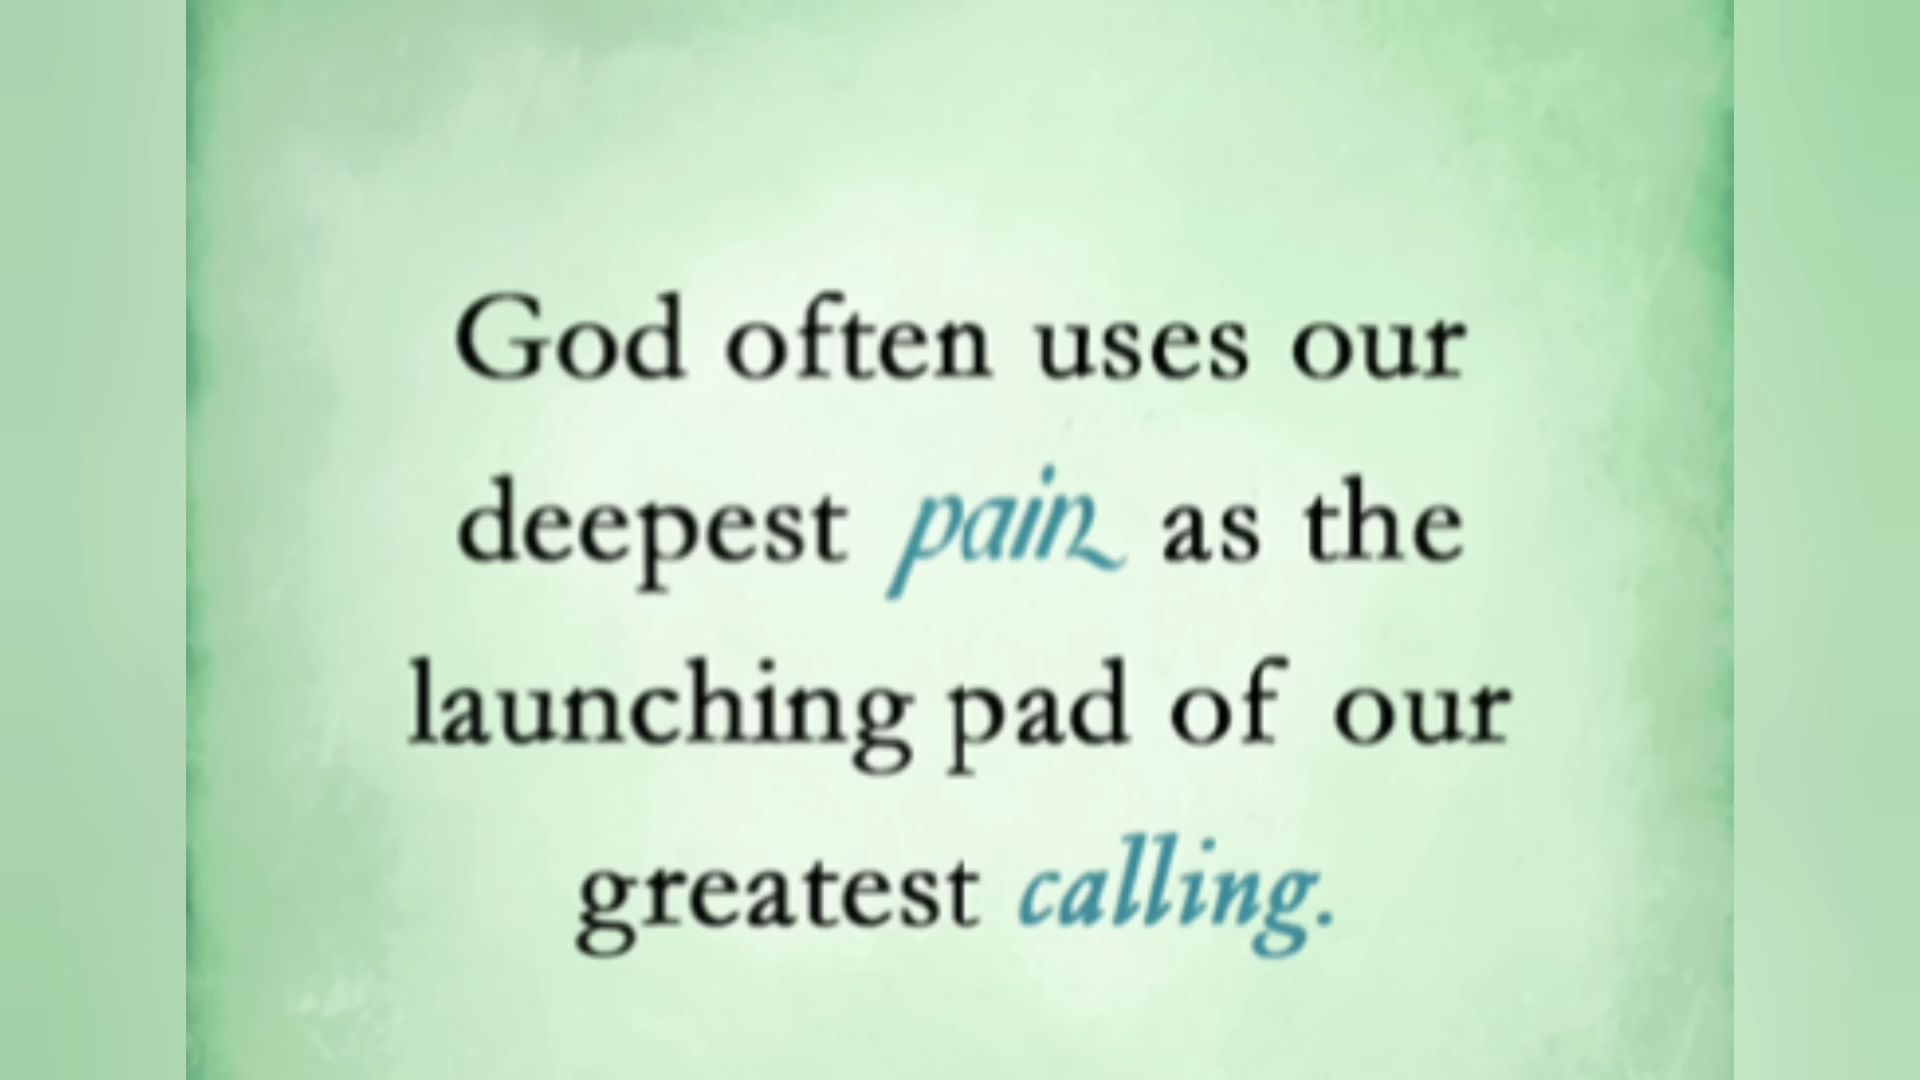 God often uses our
deepest pain as the
launching pad of our
greatest calling.